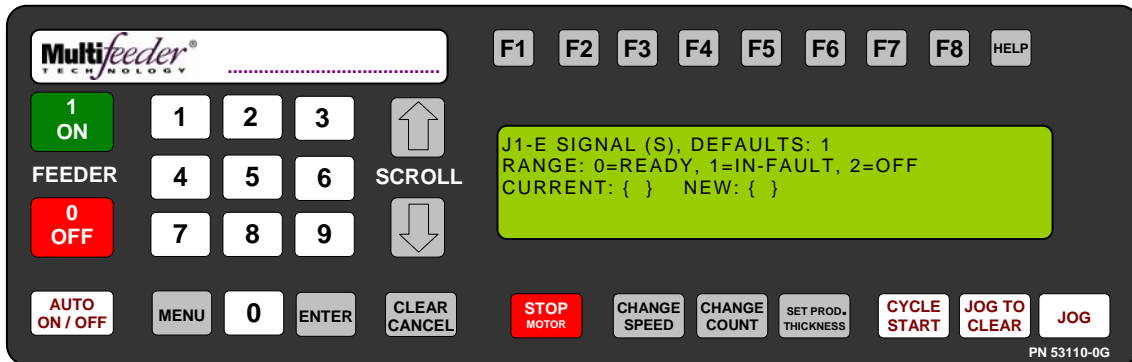 Multifeeder®
TECHNOLOGY
F1 F2 F3 F4 F5 F6 F7 F8 HELP
1
ON
FEEDER
0
OFF
1 2 3
4 5 6
7 8 9
SCROLL
J1-E SIGNAL (S), DEFAULTS: 1
RANGE: 0=READY, 1=IN-FAULT, 2=OFF
CURRENT: { } NEW: { }
AUTO
ON / OFF
MENU
0
ENTER
CLEAR
CANCEL
STOP
MOTOR
CHANGE
SPEED
CHANGE
COUNT
SET PROD.
THICKNESS
CYCLE
START
JOG TO
CLEAR
JOG
PN 53110-0G